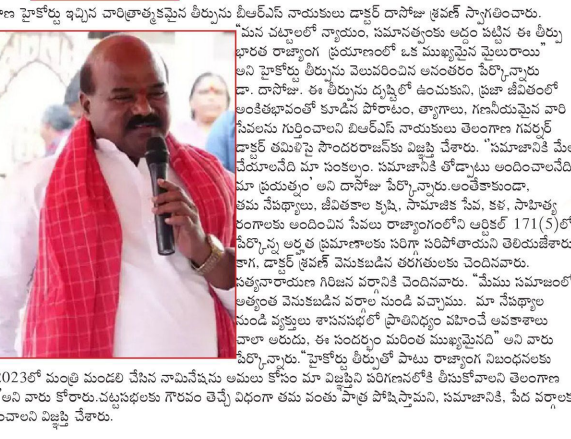 హైకోర్టు ఇచ్చిన చారిత్రాత్మకమైన తీర్పును బీఆర్ఎస్ నాయకులు డాక్టర్ దాసోజు శ్రవణ్ స్వాగతించారు.
“మన చట్టాలలో న్యాయం, సమానత్వంకు అద్దం పట్టిన ఈ తీర్పు
భారత రాజ్యాంగ ప్రయాణంలో ఒక ముఖ్యమైన మైలురాయి”
అని హైకోర్టు తీర్పును వెలువరించిన అనంతరం పేర్కొన్నారు
డా. దాసోజు. ఈ తీర్పును దృష్టిలో ఉంచుకుని, ప్రజా జీవితంలో
అంకితభావంతో కూడిన పోరాటం, త్యాగాలు, గణనీయమైన వారి
సేవలను గుర్తించాలని బీఆర్ఎస్ నాయకులు తెలంగాణ గవర్నర్
డాక్టర్ తమిళిసై సౌందరరాజన్‌కు విజ్ఞప్తి చేశారు. ‘‘సమాజానికి మేల
చేయాలనేది మా సంకల్పం. సమాజానికి తోడ్పాటు అందించాలనేదే
మా ప్రయత్నం’ అని దాసోజు పేర్కొన్నారు.అంతేకాకుండా,
తమ నేపథ్యాలు, జీవితకాల కృషి, సామాజిక సేవ, కళ, సాహిత్య
రంగాలకు అందించిన సేవలు రాజ్యాంగంలోని ఆర్టికల్ 171(5)లో
పేర్కొన్న అర్హత ప్రమాణాలకు సరిగ్గా సరిపోతాయని తెలియజేశారు
కాగ, డాక్టర్ శ్రవణ్ వెనుకబడిన తరగతులకు చెందినవారు.
సత్యనారాయణ గిరిజన వర్గానికి చెందినవారు. “మేము సమాజంలో
అత్యంత వెనుకబడిన వర్గాల నుండి వచ్చాము. మా నేపథ్యాల
నుండి వ్యక్తులు శాసనసభలో ప్రాతినిధ్యం వహించే అవకాశాలు
చాలా అరుదు, ఈ సందర్భం మరింత ముఖ్యమైనది” అని వారు
పేర్కొన్నారు.“హైకోర్టు తీర్పుతో పాటు రాజ్యాంగ నిబంధనలకు
2023లో మంత్రి మండలి చేసిన నామినేషను అమలు కోసం మా విజ్ఞప్తిని పరిగణనలోకి తీసుకోవాలని తెలంగాణ
”అని వారు కోరారు.చట్టసభలకు గౌరవం తెచ్చే విధంగా తమ వంతు పాత్ర పోషిస్తామని, సమాజానికి, పేద వర్గాలకు
విజ్ఞప్తి చేశారు.